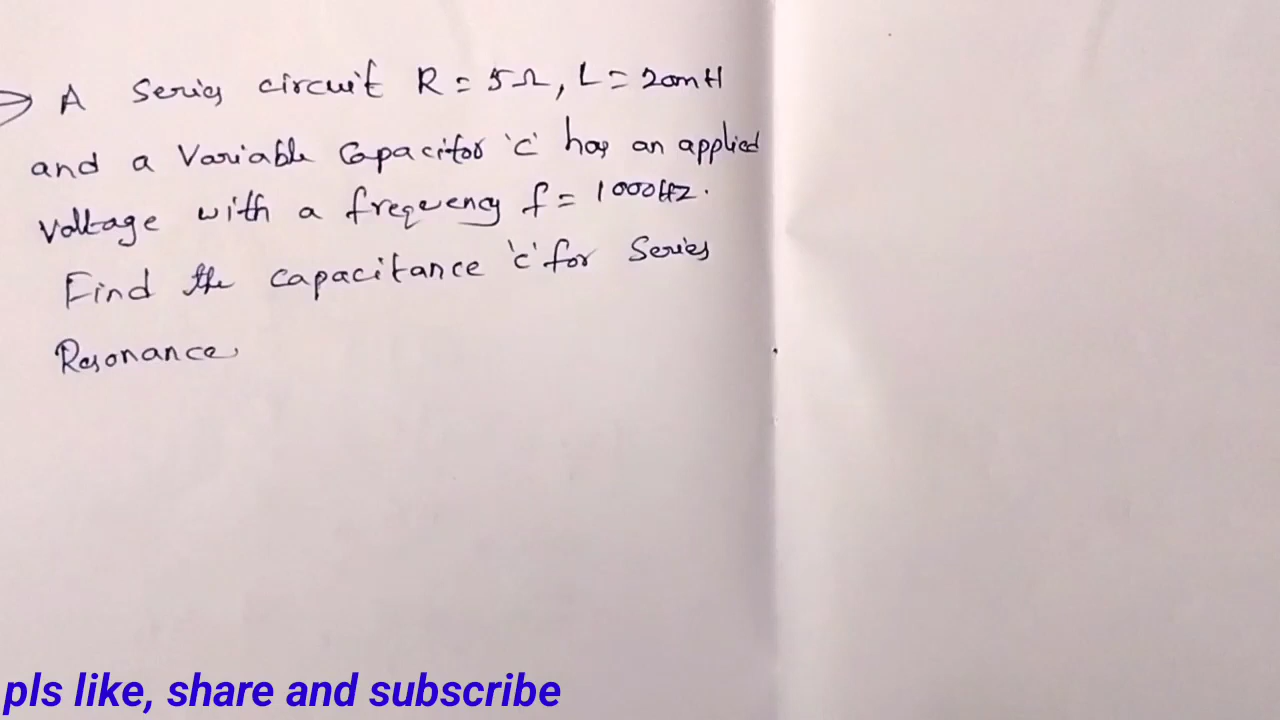 ⇒ A Series circuit R = 5Ω, L = 20mH
and a Variable Capacitor 'C' has an applied
Voltage with a frequency f = 1000Hz.
Find the capacitance 'C' for Series
Resonance
pls like, share and subscribe